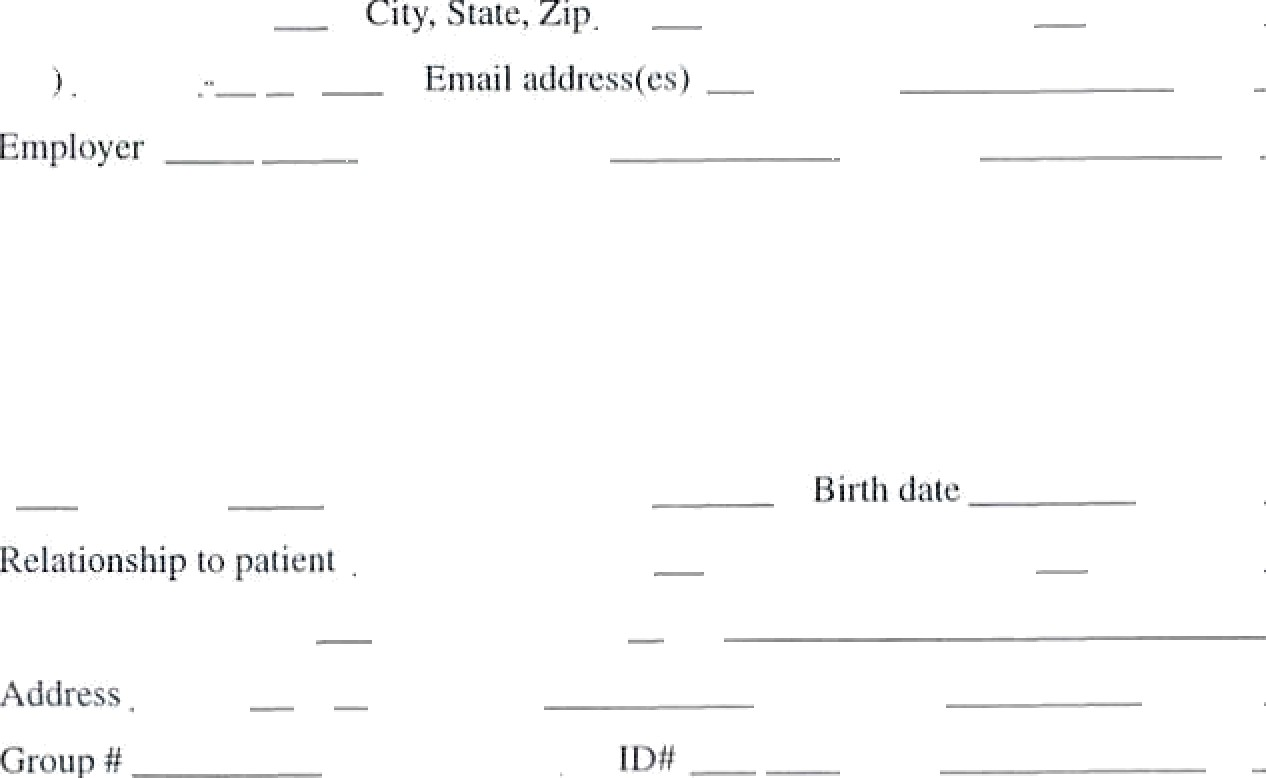 City, State, Zip
) Email address(es)
Employer
Birth date
Relationship to patient
Address
Group # ID#